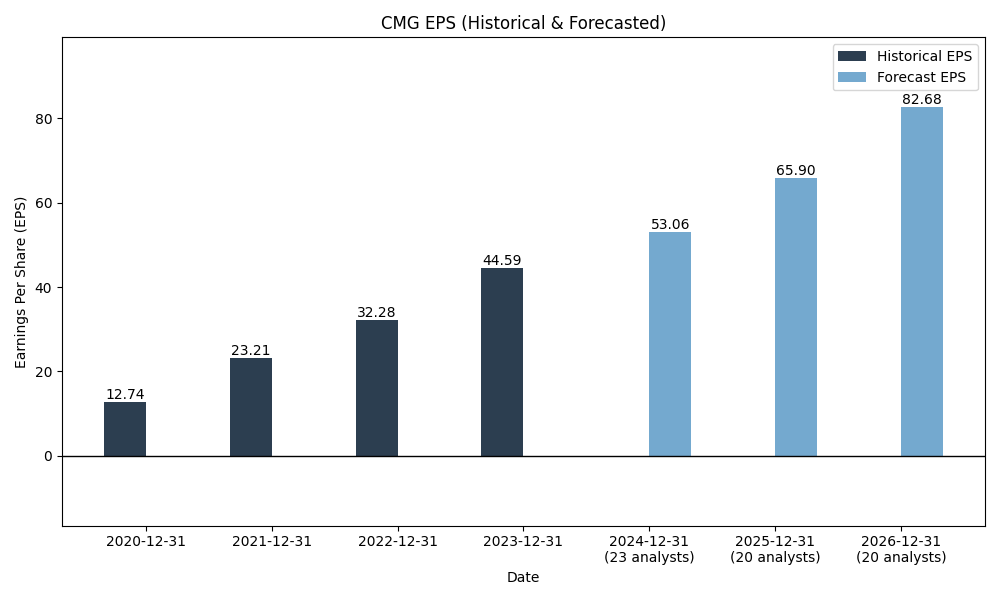 CMG EPS (Historical & Forecasted)
Historical EPS
Forecast EPS
Earnings Per Share (EPS)
80
60
40
20
0
12.74
23.21
32.28
44.59
53.06
65.90
82.68
2020-12-31
2021-12-31
2022-12-31
2023-12-31
2024-12-31
(23 analysts)
2025-12-31
(20 analysts)
2026-12-31
(20 analysts)
Date